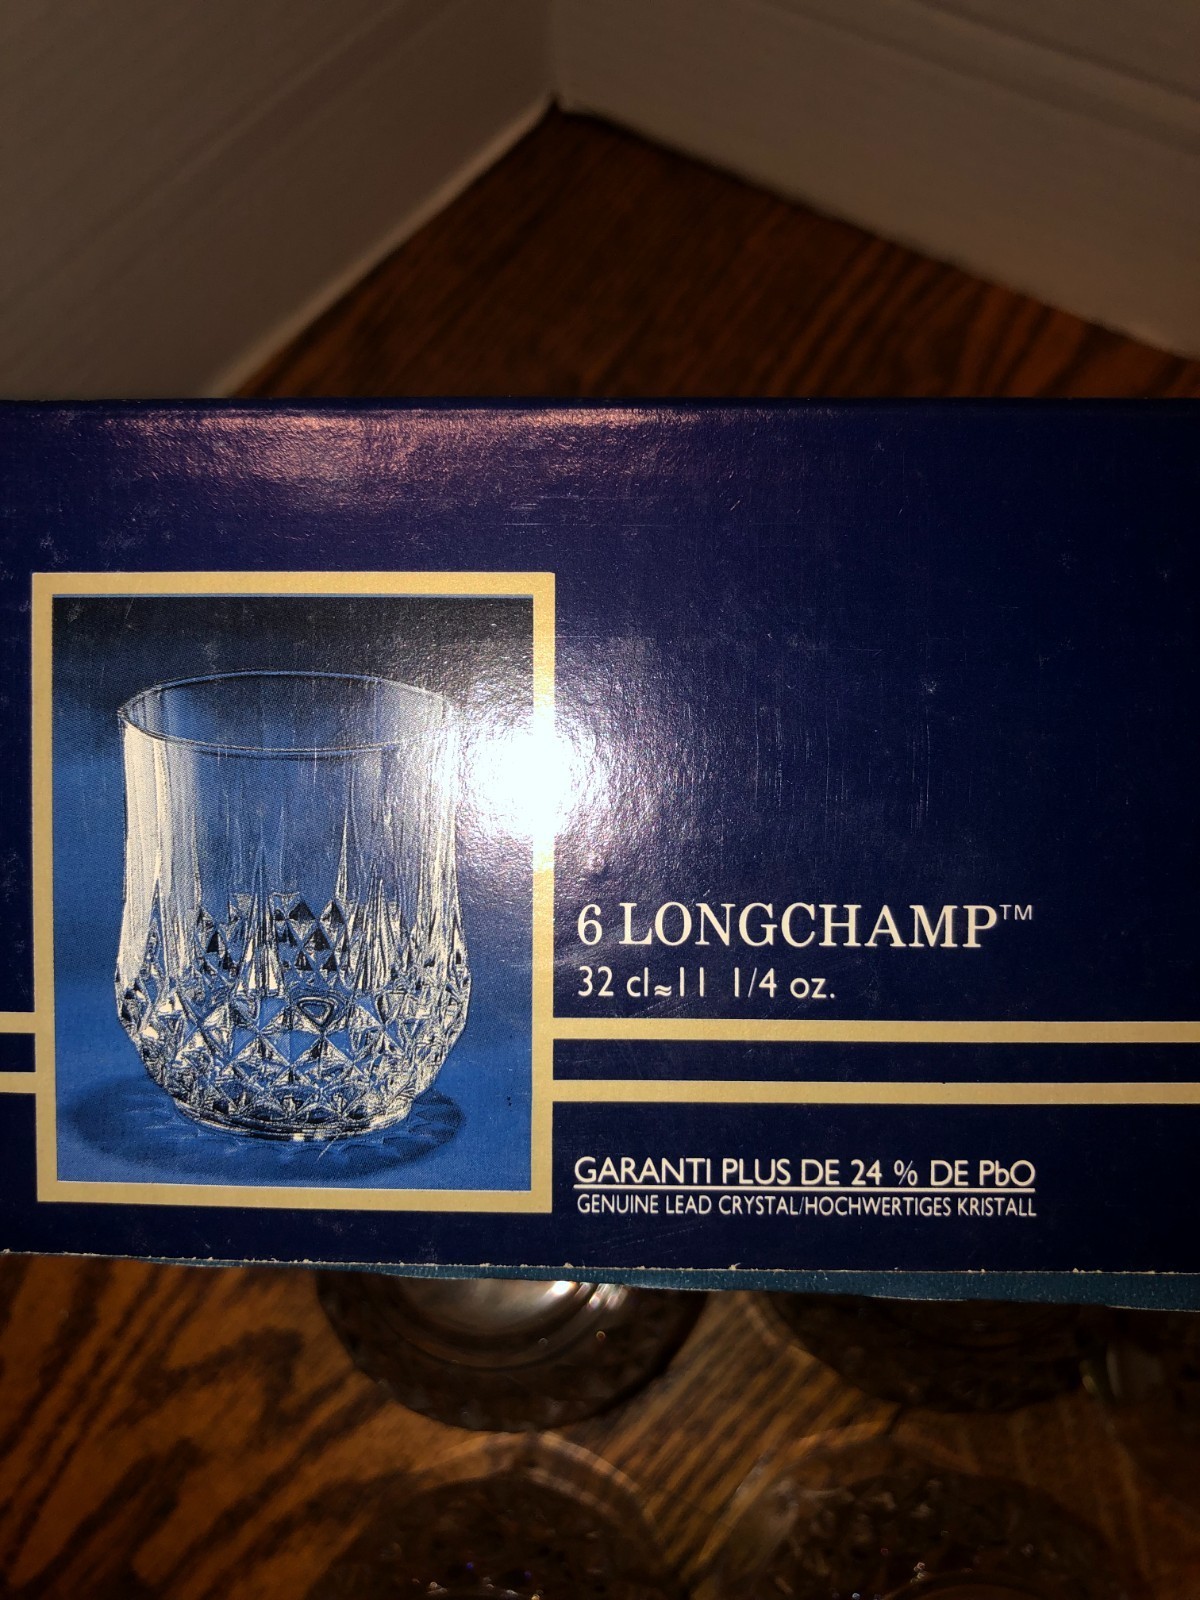 6 LONGCHAMP™
32 cl≈11 1/4 oz.
GARANTI PLUS DE 24 % DE PbO
GENUINE LEAD CRYSTAL/HOCHWERTIGES KRISTALL